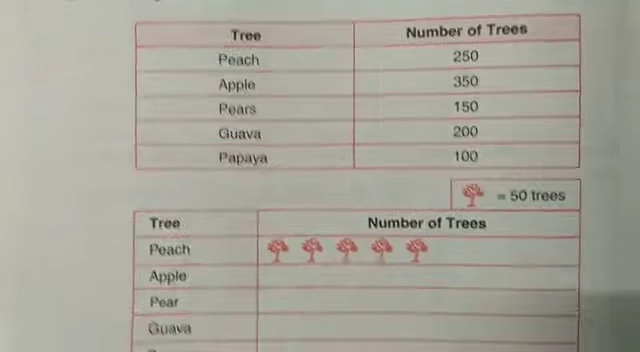 Tree Number of Trees
Peach 250
Apple 350
Pears 150
Guava 200
Papaya 100
= 50 trees
Tree Number of Trees
Peach
Apple
Pear
Guava